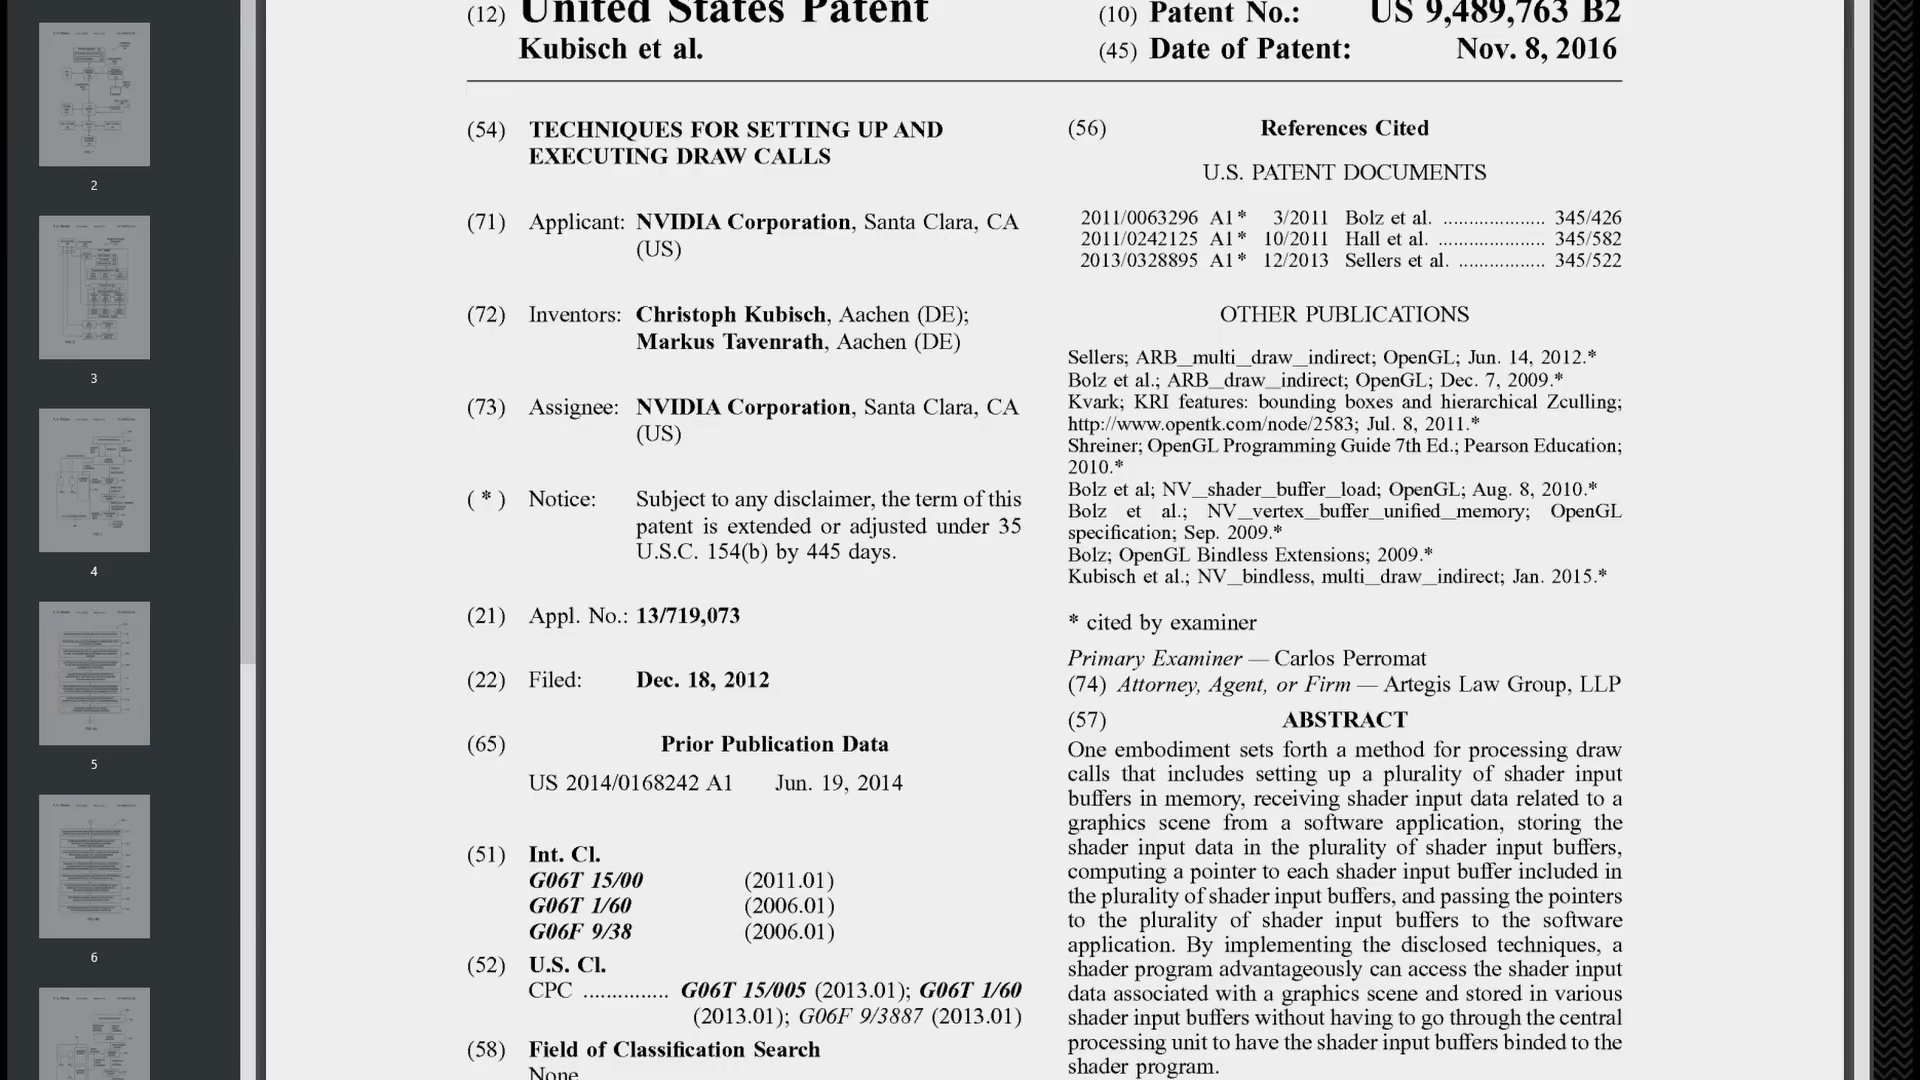 (12) United States Patent
Kubisch et al.
(10) Patent No.: US 9,489,763 B2
(45) Date of Patent: Nov. 8, 2016
(54) TECHNIQUES FOR SETTING UP AND
EXECUTING DRAW CALLS
(71) Applicant: NVIDIA Corporation, Santa Clara, CA
(US)
(72) Inventors: Christoph Kubisch, Aachen (DE);
Markus Tavenrath, Aachen (DE)
(73) Assignee: NVIDIA Corporation, Santa Clara, CA
(US)
( * ) Notice: Subject to any disclaimer, the term of this
patent is extended or adjusted under 35
U.S.C. 154(b) by 445 days.
(21) Appl. No.: 13/719,073
(22) Filed: Dec. 18, 2012
(65) Prior Publication Data
US 2014/0168242 A1 Jun. 19, 2014
(51) Int. Cl.
G06T 15/00 (2011.01)
G06T 1/60 (2006.01)
G06F 9/38 (2006.01)
(52) U.S. Cl.
CPC .............. G06T 15/005 (2013.01); G06T 1/60
(2013.01); G06F 9/3887 (2013.01)
(58) Field of Classification Search
None
(56) References Cited
U.S. PATENT DOCUMENTS
2011/0063296 A1* 3/2011 Bolz et al. ................... 345/426
2011/0242125 A1* 10/2011 Hall et al. .................... 345/582
2013/0328895 A1* 12/2013 Sellers et al. ................ 345/522
OTHER PUBLICATIONS
Sellers; ARB_multi_draw_indirect; OpenGL; Jun. 14, 2012.*
Bolz et al.; ARB_draw_indirect; OpenGL; Dec. 7, 2009.*
Kvark; KRI features: bounding boxes and hierarchical Zculling;
http://www.opentk.com/node/2583; Jul. 8, 2011.*
Shreiner; OpenGL Programming Guide 7th Ed.; Pearson Education;
2010.*
Bolz et al; NV_shader_buffer_load; OpenGL; Aug. 8, 2010.*
Bolz et al.; NV_vertex_buffer_unified_memory; OpenGL
specification; Sep. 2009.*
Bolz; OpenGL Bindless Extensions; 2009.*
Kubisch et al.; NV_bindless, multi_draw_indirect; Jan. 2015.*
* cited by examiner
Primary Examiner — Carlos Perromat
(74) Attorney, Agent, or Firm — Artegis Law Group, LLP
(57) ABSTRACT
One embodiment sets forth a method for processing draw
calls that includes setting up a plurality of shader input
buffers in memory, receiving shader input data related to a
graphics scene from a software application, storing the
shader input data in the plurality of shader input buffers,
computing a pointer to each shader input buffer included in
the plurality of shader input buffers, and passing the pointers
to the plurality of shader input buffers to the software
application. By implementing the disclosed techniques, a
shader program advantageously can access the shader input
data associated with a graphics scene and stored in various
shader input buffers without having to go through the central
processing unit to have the shader input buffers binded to the
shader program.
2
3
4
5
6